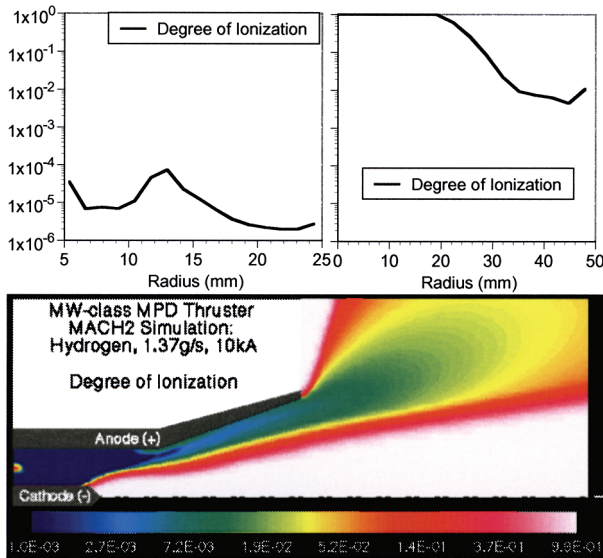 1x10^0
1x10^-1
1x10^-2
1x10^-3
1x10^-4
1x10^-5
1x10^-6
Degree of Ionization
5 10 15 20 25
Radius (mm)
Degree of Ionization
0 10 20 30 40 50
Radius (mm)
MW-class MPD Thruster
MACH2 Simulation:
Hydrogen, 1.37g/s, 10kA
Degree of Ionization
Anode (+)
Cathode (-)
1.0E-03 2.7E-03 7.2E-03 1.9E-02 5.2E-02 1.4E-01 3.7E-01 9.9E-01